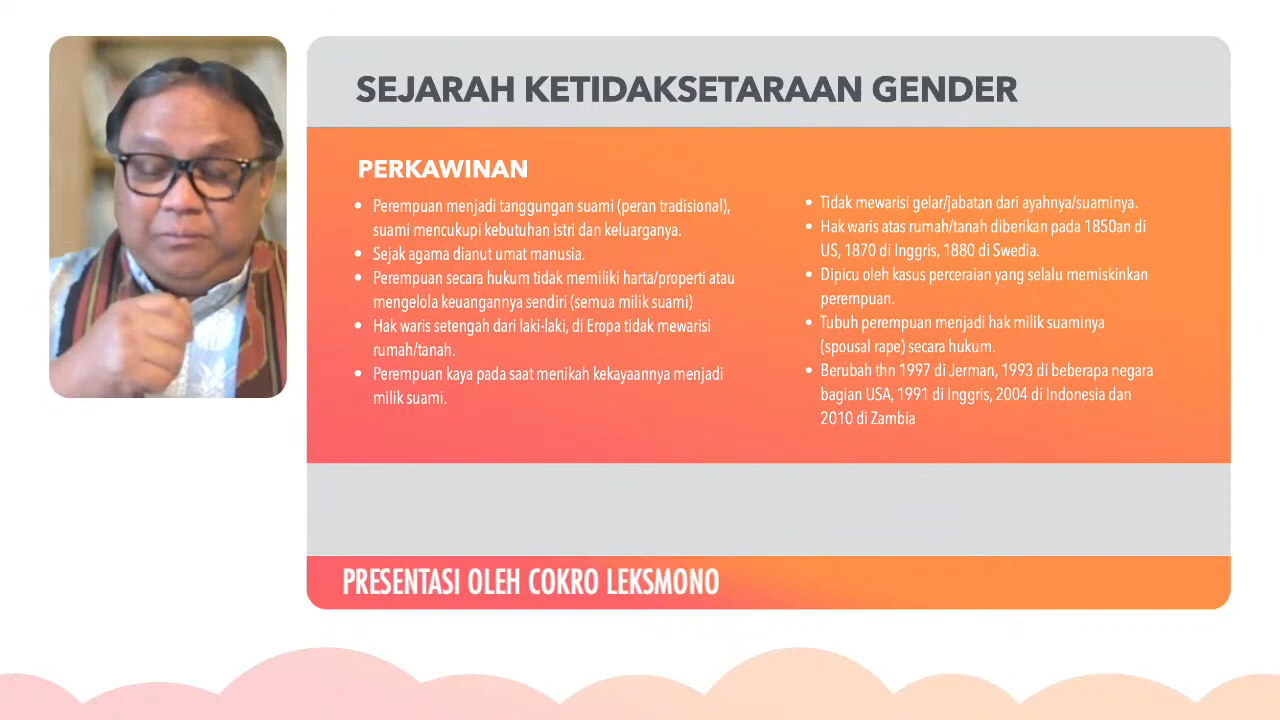 SEJARAH KETIDAKSETARAAN GENDER
PERKAWINAN
• Perempuan menjadi tanggungan suami (peran tradisional),
suami mencukupi kebutuhan istri dan keluarganya.
• Sejak agama dianut umat manusia.
• Perempuan secara hukum tidak memiliki harta/properti atau
mengelola keuangannya sendiri (semua milik suami)
• Hak waris setengah dari laki-laki, di Eropa tidak mewarisi
rumah/tanah.
• Perempuan kaya pada saat menikah kekayaannya menjadi
milik suami.
• Tidak mewarisi gelar/jabatan dari ayahnya/suaminya.
• Hak waris atas rumah/tanah diberikan pada 1850an di
US, 1870 di Inggris, 1880 di Swedia.
• Dipicu oleh kasus perceraian yang selalu memiskinkan
perempuan.
• Tubuh perempuan menjadi hak milik suaminya
(spousal rape) secara hukum.
• Berubah thn 1997 di Jerman, 1993 di beberapa negara
bagian USA, 1991 di Inggris, 2004 di Indonesia dan
2010 di Zambia
PRESENTASI OLEH COKRO LEKSMONO